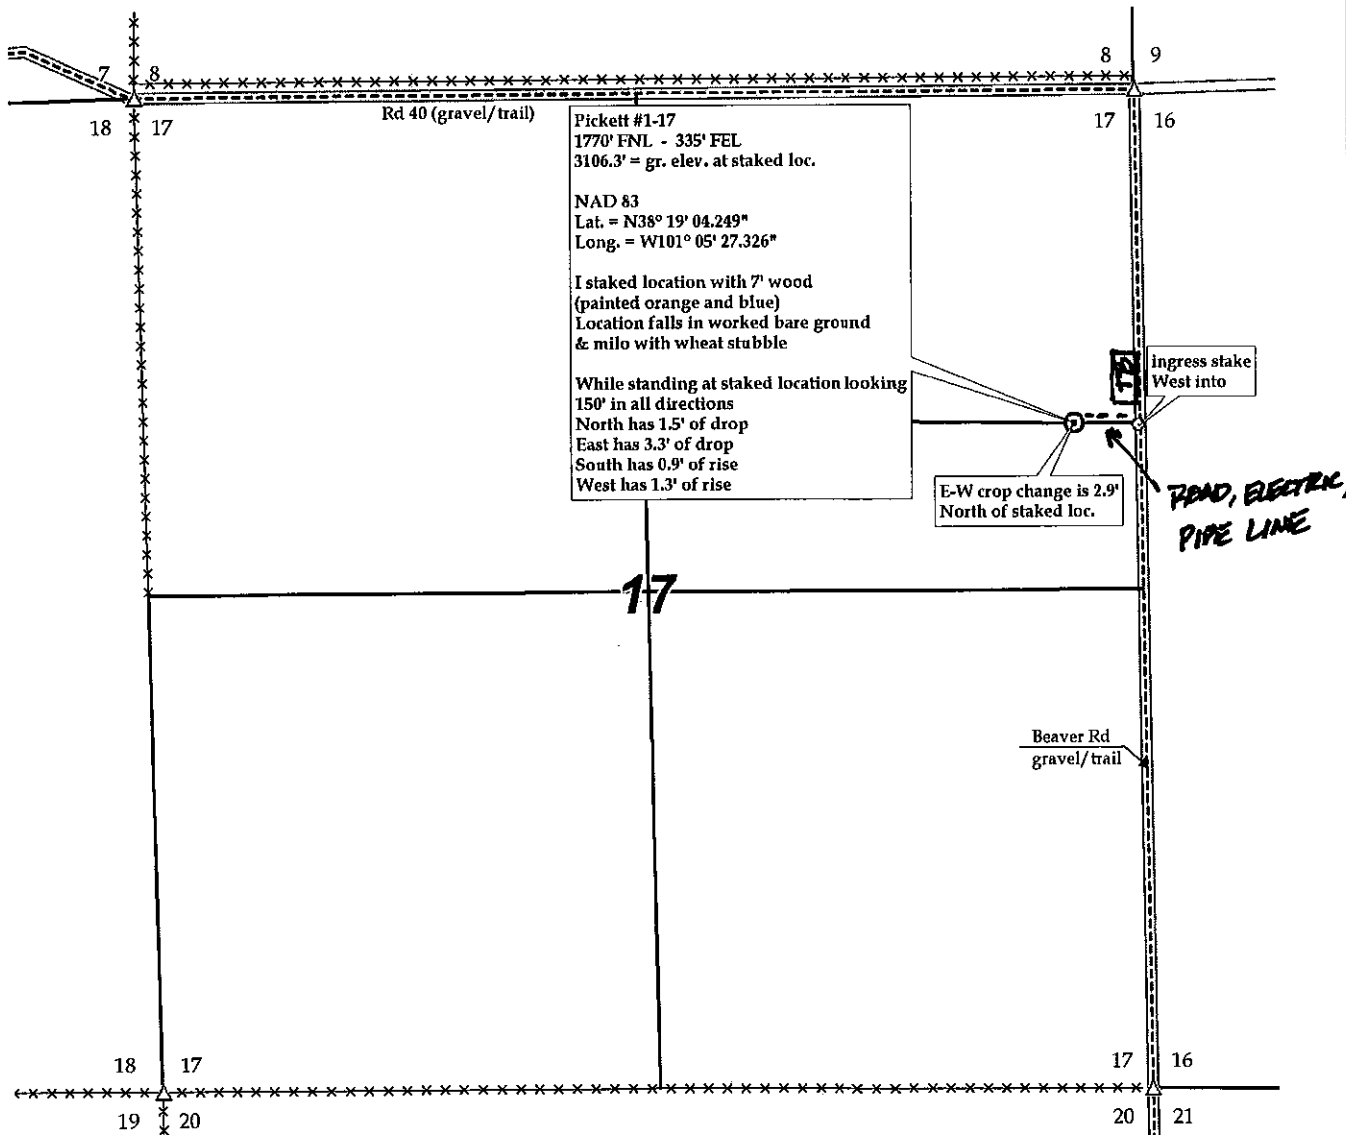 7 8
8 9
18 17
Rd 40 (gravel/trail)
17 16
Pickett #1-17
1770' FNL - 335' FEL
3106.3' = gr. elev. at staked loc.
NAD 83
Lat. = N38° 19' 04.249"
Long. = W101° 05' 27.326"
I staked location with 7' wood
(painted orange and blue)
Location falls in worked bare ground
& milo with wheat stubble
While standing at staked location looking
150' in all directions
North has 1.5' of drop
East has 3.3' of drop
South has 0.9' of rise
West has 1.3' of rise
TB
ingress stake
West into
E-W crop change is 2.9'
North of staked loc.
ROAD, ELECTRIC,
PIPE LINE
17
Beaver Rd
gravel/trail
18 17
17 16
19 20
20 21